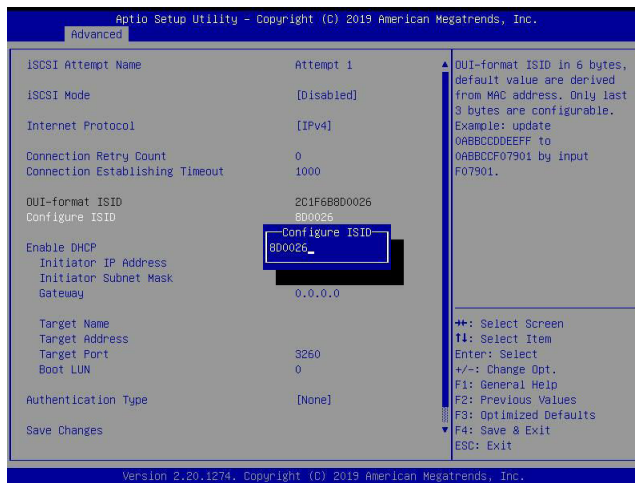 Aptio Setup Utility – Copyright (C) 2019 American Megatrends, Inc.
Advanced
iSCSI Attempt Name Attempt 1
iSCSI Mode [Disabled]
Internet Protocol [IPv4]
Connection Retry Count 0
Connection Establishing Timeout 1000
OUI-format ISID 2C1F6B8D0026
Configure ISID 8D0026
Configure ISID
8D0026_
Enable DHCP
Initiator IP Address
Initiator Subnet Mask
Gateway 0.0.0.0
Target Name
Target Address
Target Port 3260
Boot LUN 0
Authentication Type [None]
Save Changes
OUI-format ISID in 6 bytes,
default value are derived
from MAC address. Only last
3 bytes are configurable.
Example: update
0ABBCCDDEEFF to
0ABBCCF07901 by input
F07901.
→←: Select Screen
↑↓: Select Item
Enter: Select
+/-: Change Opt.
F1: General Help
F2: Previous Values
F3: Optimized Defaults
F4: Save & Exit
ESC: Exit
Version 2.20.1274. Copyright (C) 2019 American Megatrends, Inc.